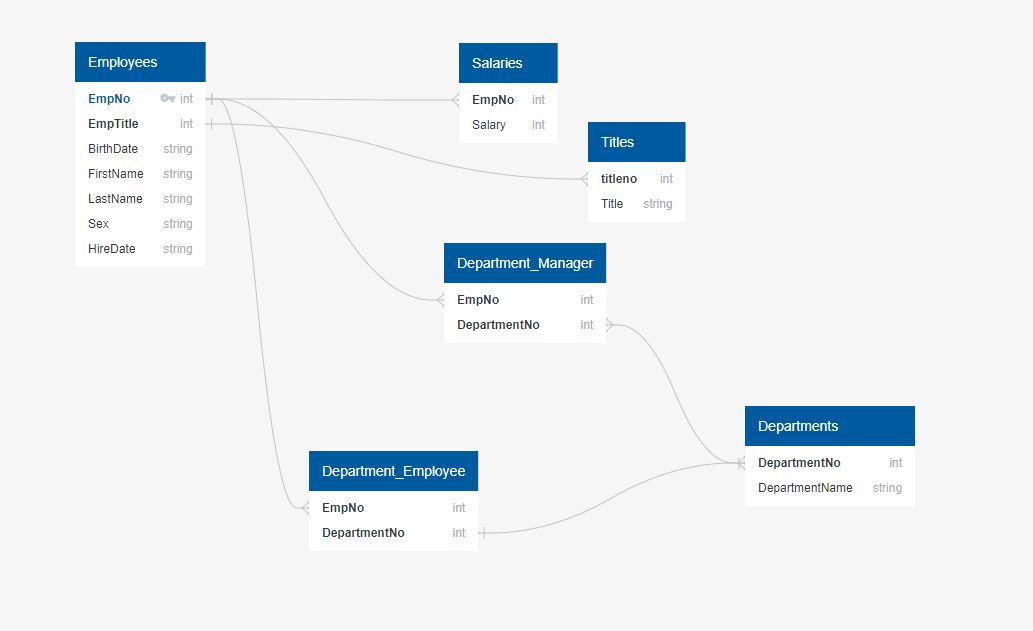 Employees
EmpNo int
EmpTitle int
BirthDate string
FirstName string
LastName string
Sex string
HireDate string
Salaries
EmpNo int
Salary int
Titles
titleno int
Title string
Department_Manager
EmpNo int
DepartmentNo int
Departments
DepartmentNo int
DepartmentName string
Department_Employee
EmpNo int
DepartmentNo int